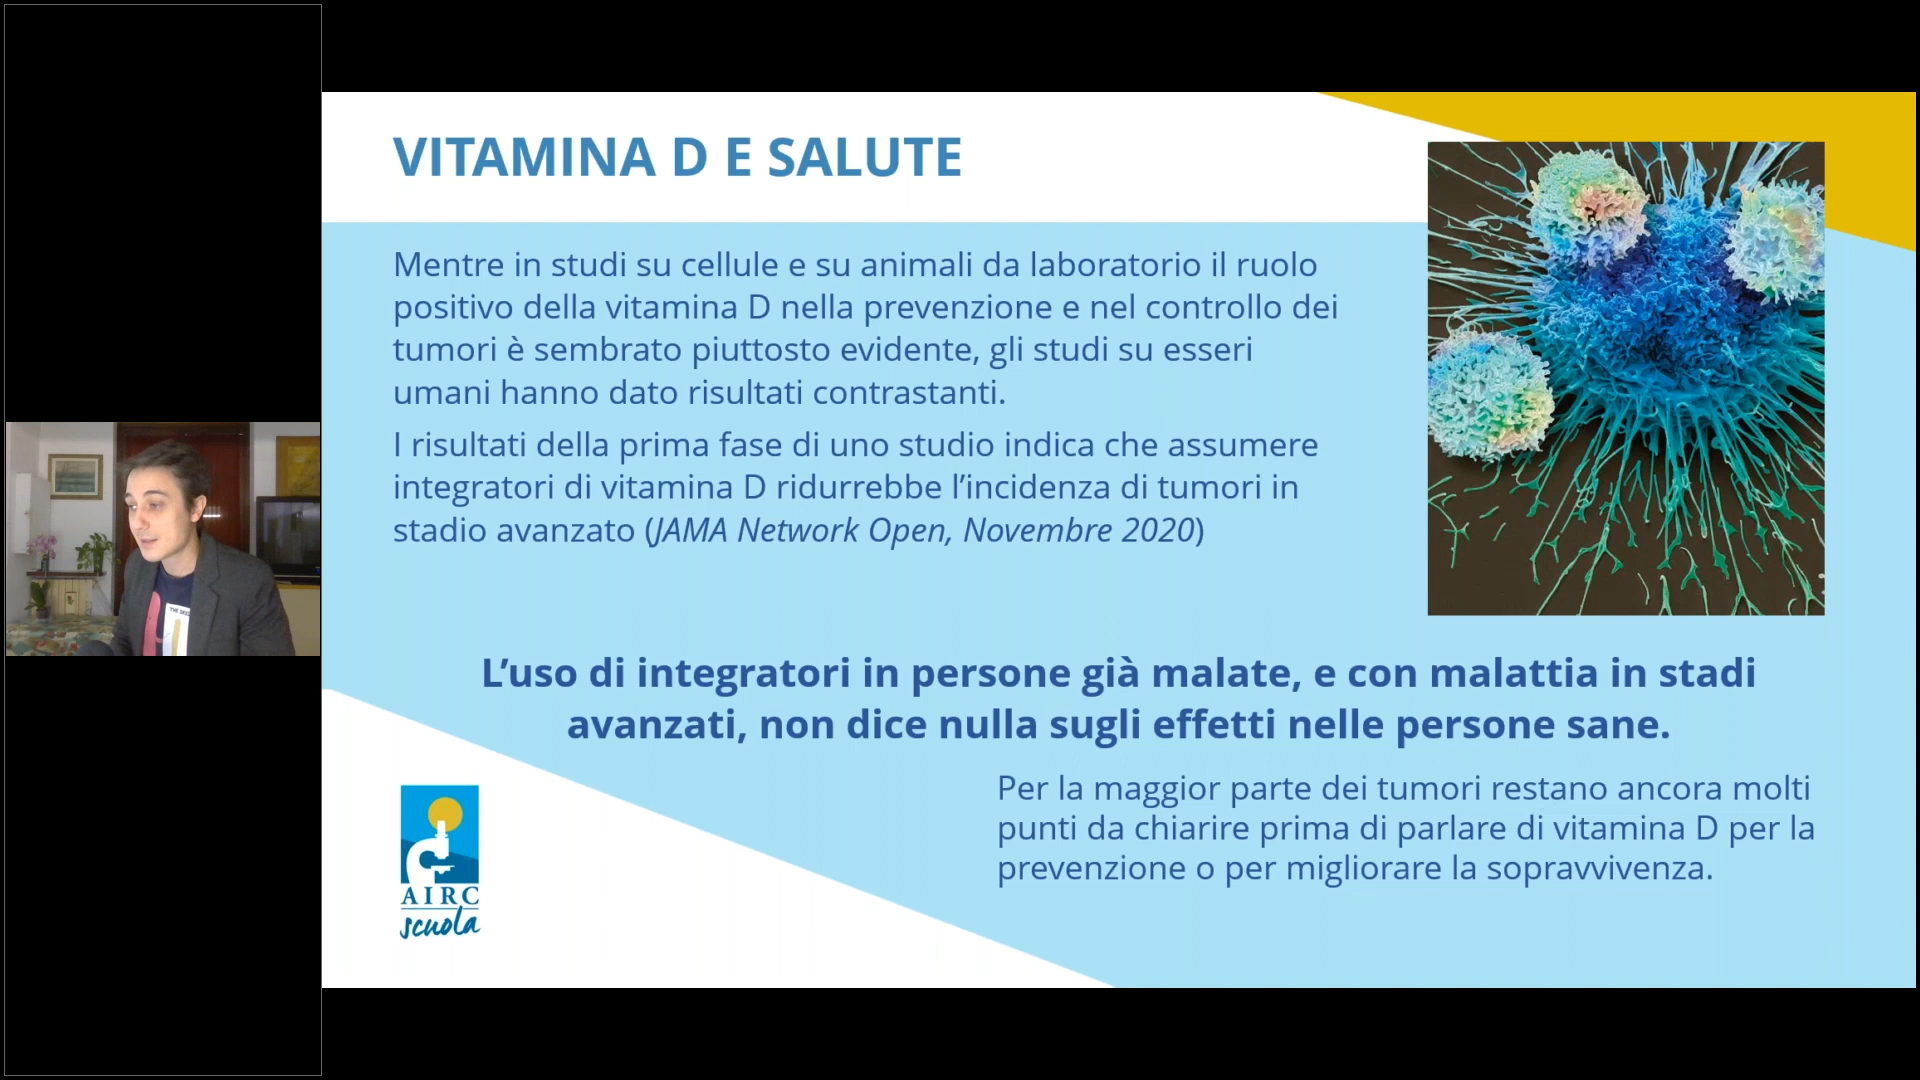 VITAMINA D E SALUTE
Mentre in studi su cellule e su animali da laboratorio il ruolo
positivo della vitamina D nella prevenzione e nel controllo dei
tumori è sembrato piuttosto evidente, gli studi su esseri
umani hanno dato risultati contrastanti.
I risultati della prima fase di uno studio indica che assumere
integratori di vitamina D ridurrebbe l’incidenza di tumori in
stadio avanzato (JAMA Network Open, Novembre 2020)
L’uso di integratori in persone già malate, e con malattia in stadi
avanzati, non dice nulla sugli effetti nelle persone sane.
Per la maggior parte dei tumori restano ancora molti
punti da chiarire prima di parlare di vitamina D per la
prevenzione o per migliorare la sopravvivenza.
AIRC
scuola